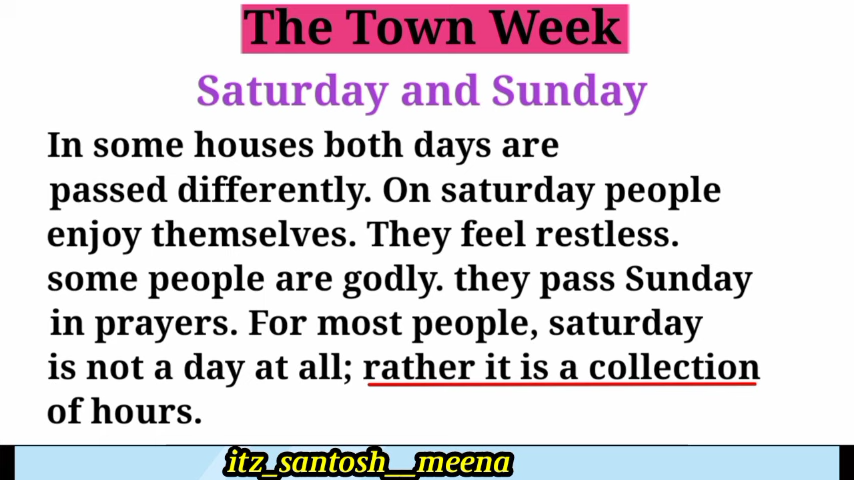 The Town Week
Saturday and Sunday
In some houses both days are
passed differently. On saturday people
enjoy themselves. They feel restless.
some people are godly. they pass Sunday
in prayers. For most people, saturday
is not a day at all; rather it is a collection
of hours.
itz_santosh__meena